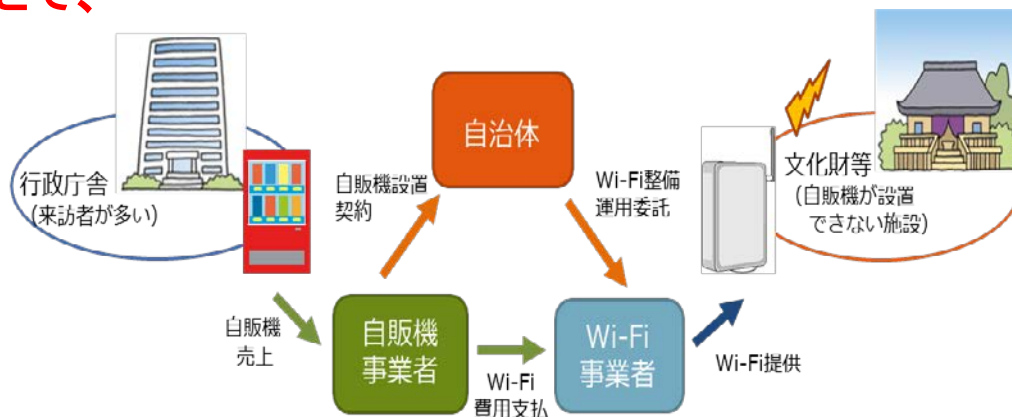 自治体
行政庁舎
(来訪者が多い)
自販機設置
契約
Wi-Fi整備
運用委託
文化財等
(自販機が設置
できない施設)
自販機
売上
自販機
事業者
Wi-Fi
費用支払
Wi-Fi
事業者
Wi-Fi提供